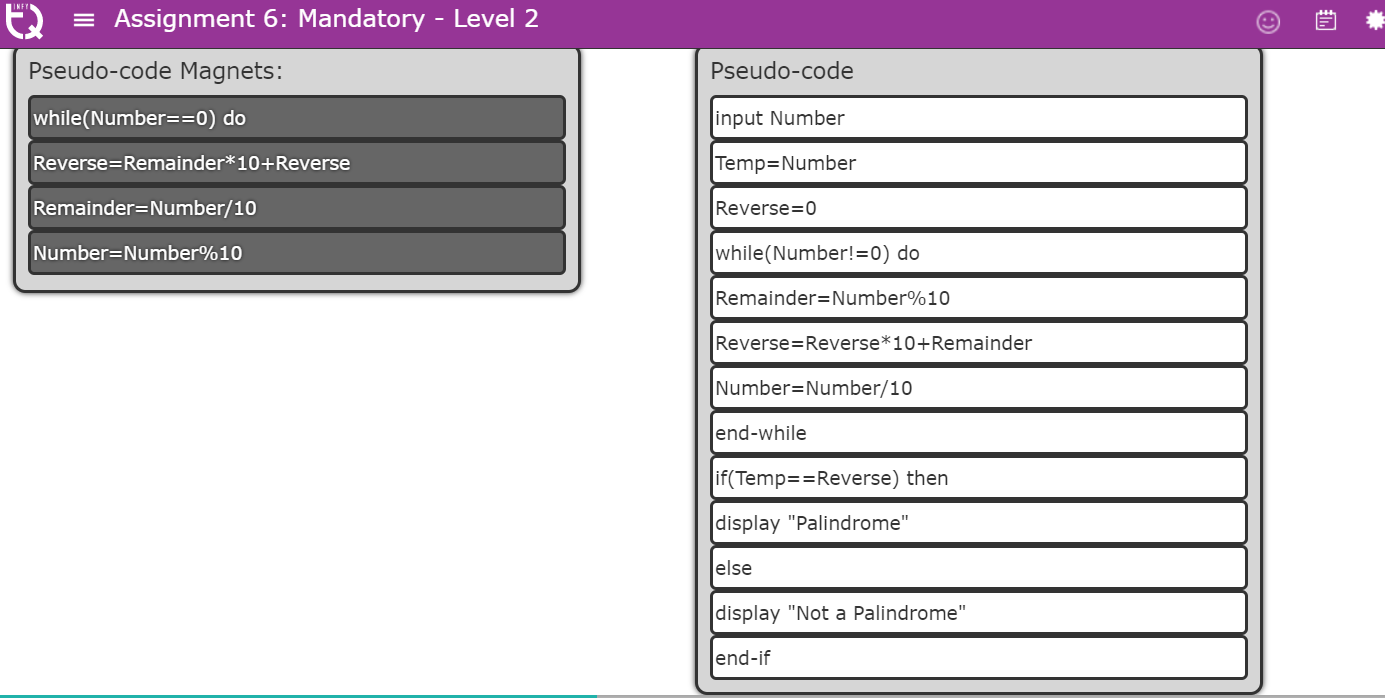 INFY
TQ
Assignment 6: Mandatory - Level 2
Pseudo-code Magnets:
while(Number==0) do
Reverse=Remainder*10+Reverse
Remainder=Number/10
Number=Number%10
Pseudo-code
input Number
Temp=Number
Reverse=0
while(Number!=0) do
Remainder=Number%10
Reverse=Reverse*10+Remainder
Number=Number/10
end-while
if(Temp==Reverse) then
display "Palindrome"
else
display "Not a Palindrome"
end-if